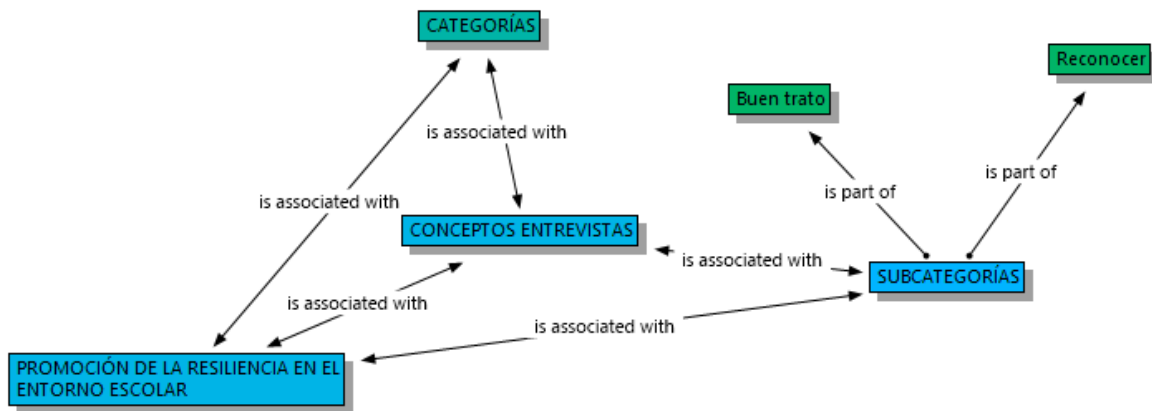 CATEGORÍAS
Reconocer
Buen trato
is associated with
is part of
is part of
is associated with
CONCEPTOS ENTREVISTAS
is associated with
SUBCATEGORÍAS
is associated with
is associated with
PROMOCIÓN DE LA RESILIENCIA EN EL
ENTORNO ESCOLAR